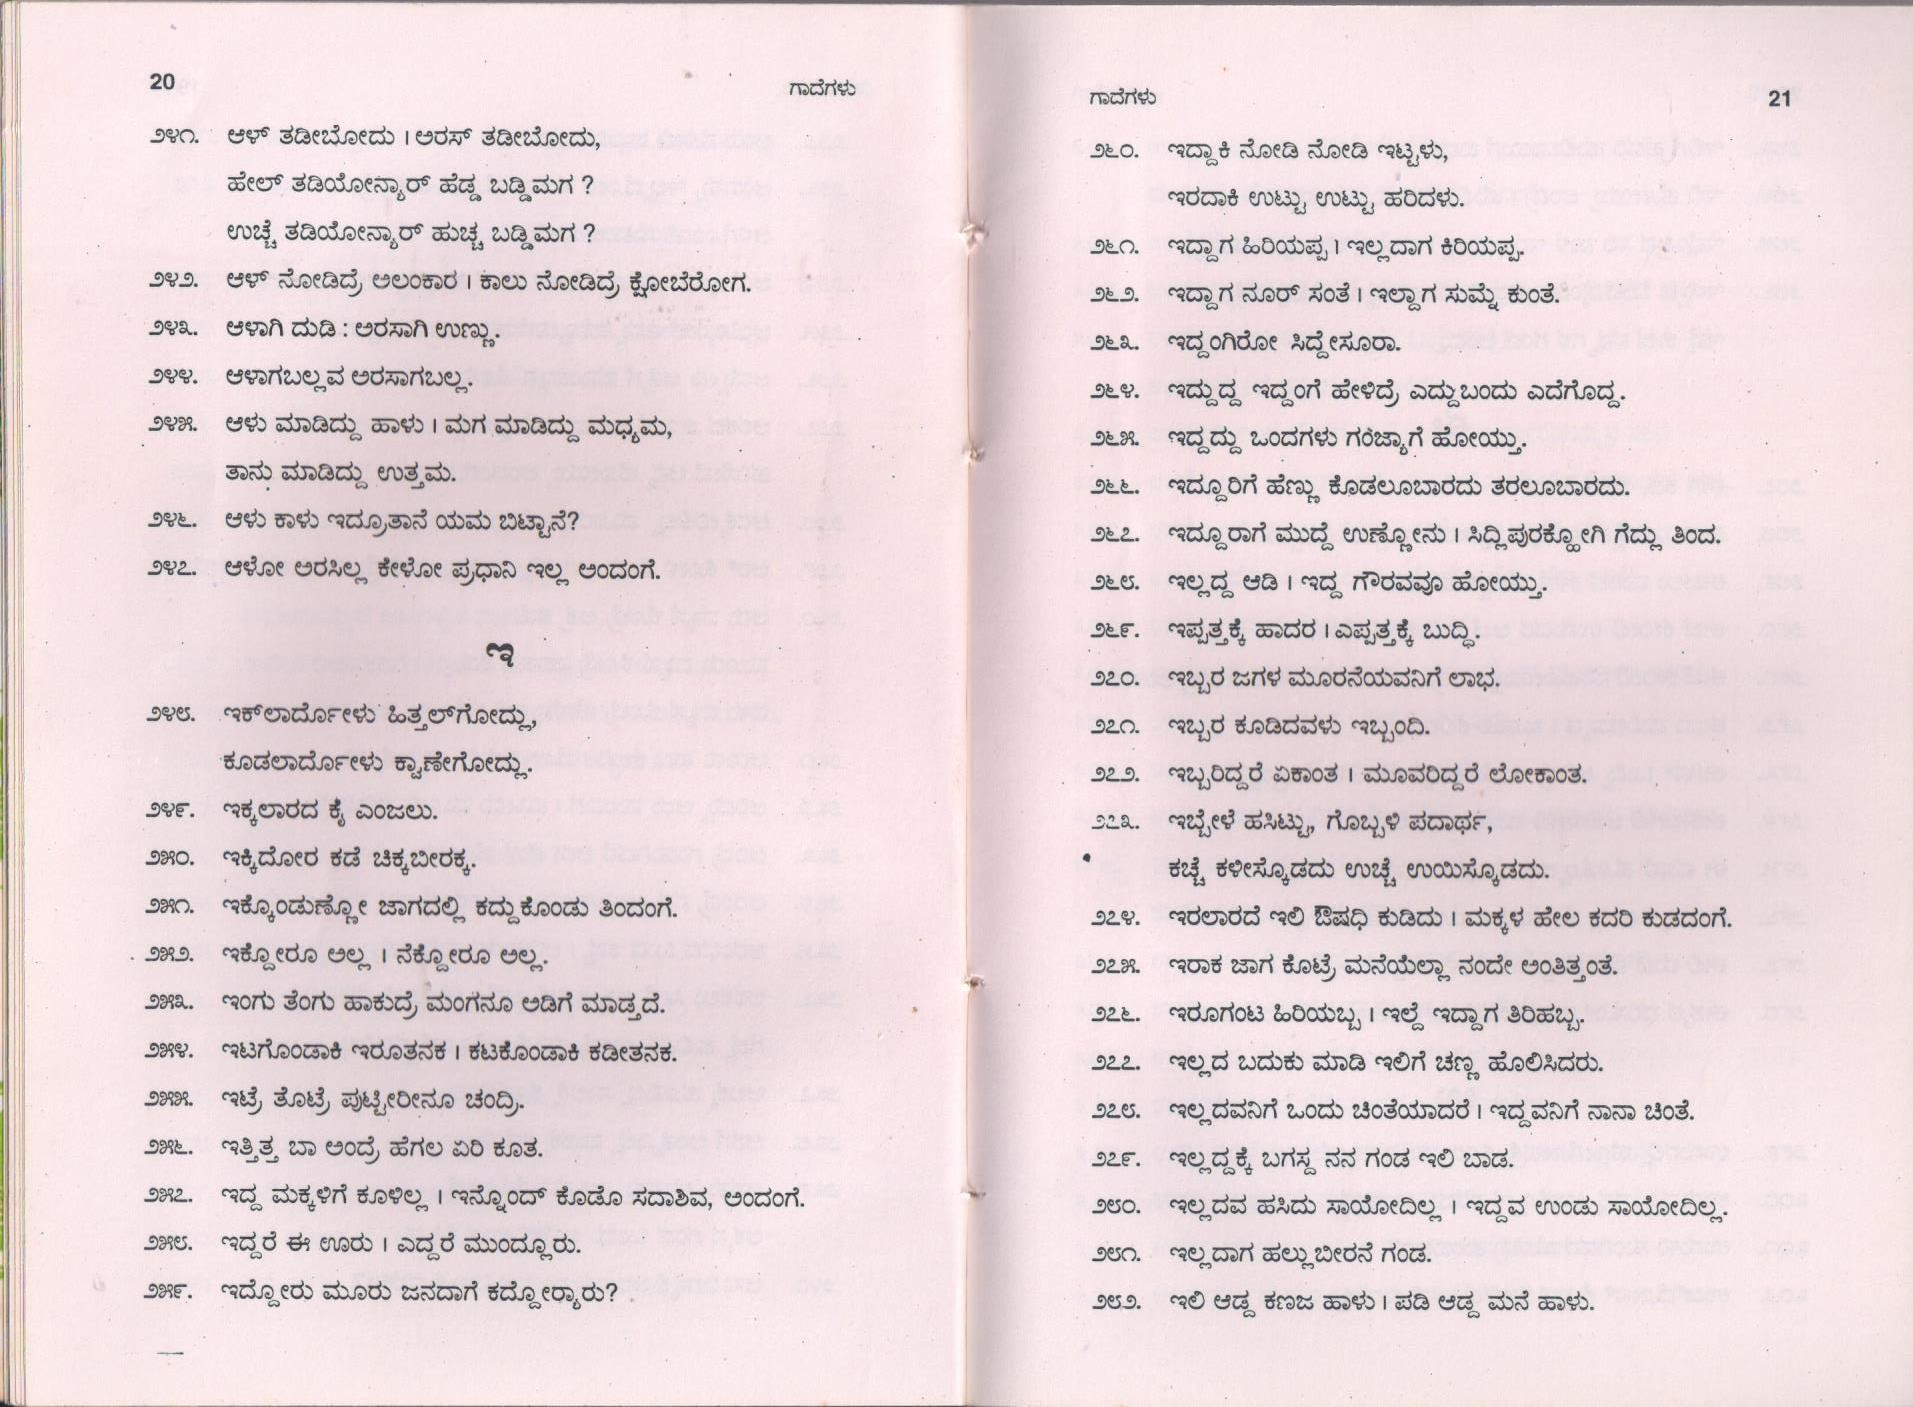 20
ಗಾದೆಗಳು
೨೪೧. ಆಳ್ ತಡೀಬೋದು । ಅರಸ್ ತಡೀಬೋದು,
ಹೇಲ್ ತಡಿಯೋನ್ಯಾರ್ ಹೆಡ್ಡ ಬಡ್ಡಿಮಗ ?
ಉಚ್ಚೆ ತಡಿಯೋನ್ಯಾರ್ ಹುಚ್ಚ ಬಡ್ಡಿಮಗ ?
೨೪೨. ಆಳ್ ನೋಡಿದ್ರೆ ಅಲಂಕಾರ । ಕಾಲು ನೋಡಿದ್ರೆ ಕ್ಷೋಬೆರೋಗ.
೨೪೩. ಆಳಾಗಿ ದುಡಿ : ಅರಸಾಗಿ ಉಣ್ಣು.
೨೪೪. ಆಳಾಗಬಲ್ಲವ ಅರಸಾಗಬಲ್ಲ.
೨೪೫. ಆಳು ಮಾಡಿದ್ದು ಹಾಳು । ಮಗ ಮಾಡಿದ್ದು ಮಧ್ಯಮ,
ತಾನು ಮಾಡಿದ್ದು ಉತ್ತಮ.
೨೪೬. ಆಳು ಕಾಳು ಇದ್ರೂತಾನೆ ಯಮ ಬಿಟ್ಟಾನೆ?
೨೪೭. ಆಳೋ ಅರಸಿಲ್ಲ ಕೇಳೋ ಪ್ರಧಾನಿ ಇಲ್ಲ ಅಂದಂಗೆ.
ಇ
೨೪೮. ಇಕ್‌ಲಾರ್ದೋಳು ಹಿತ್ತಲ್‌ಗೋದ್ಲು,
ಕೂಡಲಾರ್ದೋಳು ಕ್ವಾಣೇಗೋದ್ಲು.
೨೪೯. ಇಕ್ಕಲಾರದ ಕೈ ಎಂಜಲು.
೨೫೦. ಇಕ್ಕಿದೋರ ಕಡೆ ಚಿಕ್ಕಬೀರಕ್ಕ.
೨೫೧. ಇಕ್ಕೊಂಡುಣ್ಣೋ ಜಾಗದಲ್ಲಿ ಕದ್ದುಕೊಂಡು ತಿಂದಂಗೆ.
೨೫೨. ಇಕ್ದೋರೂ ಅಲ್ಲ । ನೆಕ್ದೋರೂ ಅಲ್ಲ.
೨೫೩. ಇಂಗು ತೆಂಗು ಹಾಕುದ್ರೆ ಮಂಗನೂ ಅಡಿಗೆ ಮಾಡ್ತದೆ.
೨೫೪. ಇಟಗೊಂಡಾಕಿ ಇರೂತನಕ । ಕಟಕೊಂಡಾಕಿ ಕಡೀತನಕ.
೨೫೫. ಇಟ್ರೆ ತೊಟ್ರೆ ಪುಟ್ಟೀರೀನೂ ಚಂದ್ರಿ.
೨೫೬. ಇತ್ತಿತ್ತ ಬಾ ಅಂದ್ರೆ ಹೆಗಲ ಏರಿ ಕೂತ.
೨೫೭. ಇದ್ದ ಮಕ್ಕಳಿಗೆ ಕೂಳಿಲ್ಲ । ಇನ್ನೊಂದ್ ಕೊಡೊ ಸದಾಶಿವ, ಅಂದಂಗೆ.
೨೫೮. ಇದ್ದರೆ ಈ ಊರು । ಎದ್ದರೆ ಮುಂದ್ಲೂರು.
೨೫೯. ಇದ್ದೋರು ಮೂರು ಜನದಾಗೆ ಕದ್ದೋರ‍್ಯಾರು?
ಗಾದೆಗಳು
21
೨೬೦. ಇದ್ದಾಕಿ ನೋಡಿ ನೋಡಿ ಇಟ್ಟಳು,
ಇರದಾಕಿ ಉಟ್ಟು ಉಟ್ಟು ಹರಿದಳು.
೨೬೧. ಇದ್ದಾಗ ಹಿರಿಯಪ್ಪ । ಇಲ್ಲದಾಗ ಕಿರಿಯಪ್ಪ.
೨೬೨. ಇದ್ದಾಗ ನೂರ್ ಸಂತೆ । ಇಲ್ದಾಗ ಸುಮ್ನೆ ಕುಂತೆ.
೨೬೩. ಇದ್ದಂಗಿರೋ ಸಿದ್ದೇಸೂರಾ.
೨೬೪. ಇದ್ದುದ್ದ ಇದ್ದಂಗೆ ಹೇಳಿದ್ರೆ ಎದ್ದುಬಂದು ಎದೆಗೊದ್ದ.
೨೬೫. ಇದ್ದದ್ದು ಒಂದಗಳು ಗಂಜ್ಯಾಗೆ ಹೋಯ್ತು.
೨೬೬. ಇದ್ದೂರಿಗೆ ಹೆಣ್ಣು ಕೊಡಲೂಬಾರದು ತರಲೂಬಾರದು.
೨೬೭. ಇದ್ದೂರಾಗೆ ಮುದ್ದೆ ಉಣ್ಣೋನು । ಸಿದ್ಲಿಪುರಕ್ಹೋಗಿ ಗೆದ್ಲು ತಿಂದ.
೨೬೮. ಇಲ್ಲದ್ದ ಆಡಿ । ಇದ್ದ ಗೌರವವೂ ಹೋಯ್ತು.
೨೬೯. ಇಪ್ಪತ್ತಕ್ಕೆ ಹಾದರ । ಎಪ್ಪತ್ತಕ್ಕೆ ಬುದ್ಧಿ.
೨೭೦. ಇಬ್ಬರ ಜಗಳ ಮೂರನೆಯವನಿಗೆ ಲಾಭ.
೨೭೧. ಇಬ್ಬರ ಕೂಡಿದವಳು ಇಬ್ಬಂದಿ.
೨೭೨. ಇಬ್ಬರಿದ್ದರೆ ಏಕಾಂತ । ಮೂವರಿದ್ದರೆ ಲೋಕಾಂತ.
೨೭೩. ಇಬ್ಬೇಳೆ ಹಸಿಟ್ಟು, ಗೊಬ್ಬಳಿ ಪದಾರ್ಥ,
ಕಚ್ಚೆ ಕಳೀಸ್ಕೊಡದು ಉಚ್ಚೆ ಉಯಿಸ್ಕೊಡದು.
೨೭೪. ಇರಲಾರದೆ ಇಲಿ ಔಷಧಿ ಕುಡಿದು । ಮಕ್ಕಳ ಹೇಲ ಕದರಿ ಕುಡದಂಗೆ.
೨೭೫. ಇರಾಕ ಜಾಗ ಕೊಟ್ರೆ ಮನೆಯೆಲ್ಲಾ ನಂದೇ ಅಂತಿತ್ತಂತೆ.
೨೭೬. ಇರೂಗಂಟ ಹಿರಿಯಬ್ಬ । ಇಲ್ದೆ ಇದ್ದಾಗ ತಿರಿಹಬ್ಬ.
೨೭೭. ಇಲ್ಲದ ಬದುಕು ಮಾಡಿ ಇಲಿಗೆ ಚಣ್ಣ ಹೊಲಿಸಿದರು.
೨೭೮. ಇಲ್ಲದವನಿಗೆ ಒಂದು ಚಿಂತೆಯಾದರೆ । ಇದ್ದವನಿಗೆ ನಾನಾ ಚಿಂತೆ.
೨೭೯. ಇಲ್ಲದ್ದಕ್ಕೆ ಬಗಸ್ದ ನನ ಗಂಡ ಇಲಿ ಬಾಡ.
೨೮೦. ಇಲ್ಲದವ ಹಸಿದು ಸಾಯೋದಿಲ್ಲ । ಇದ್ದವ ಉಂಡು ಸಾಯೋದಿಲ್ಲ.
೨೮೧. ಇಲ್ಲದಾಗ ಹಲ್ಲುಬೀರನೆ ಗಂಡ.
೨೮೨. ಇಲಿ ಆಡ್ದ ಕಣಜ ಹಾಳು । ಪಡಿ ಆಡ್ದ ಮನೆ ಹಾಳು.